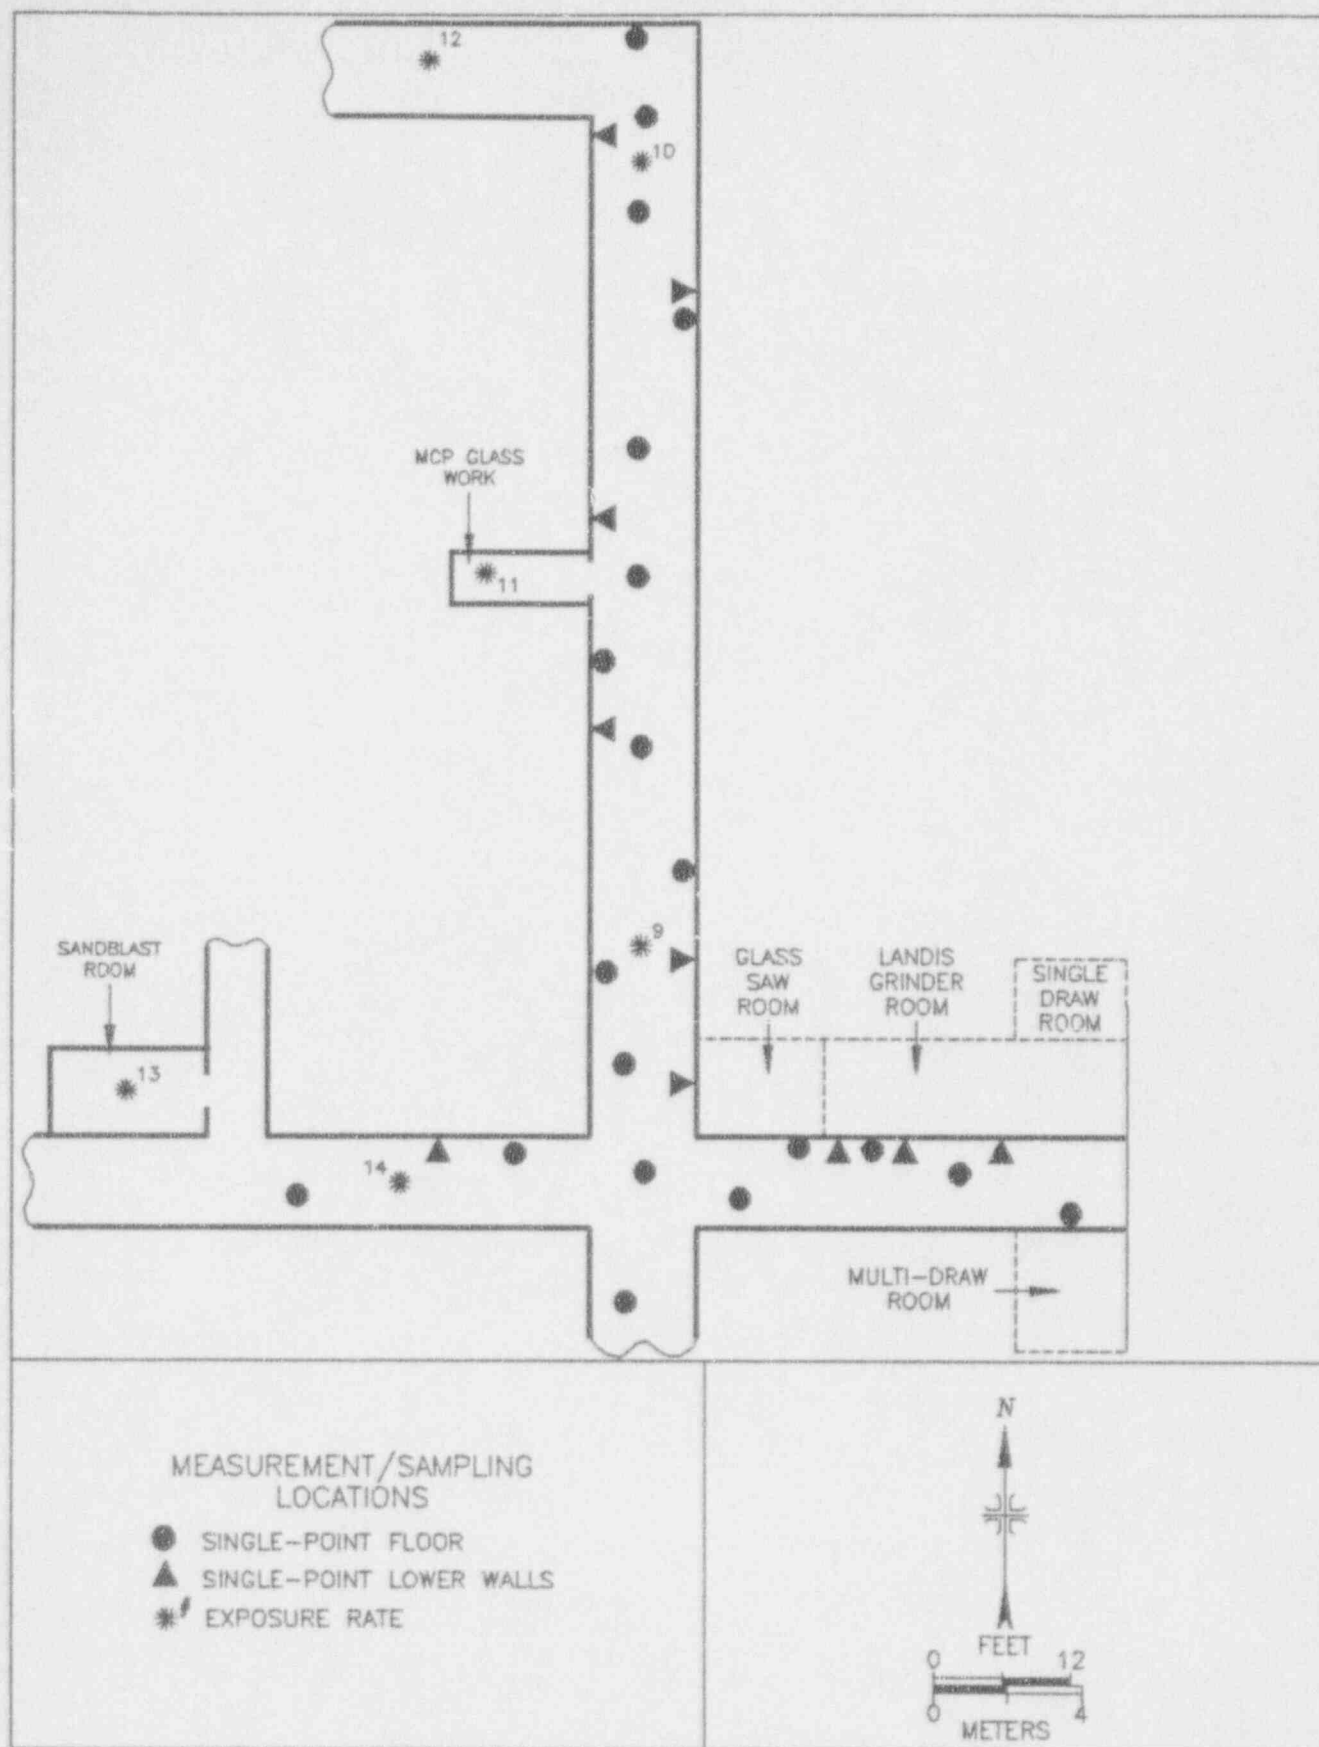 12
10
MCP GLASS
WORK
11
9
SANDBLAST
ROOM
13
GLASS
SAW
ROOM
LANDIS
GRINDER
ROOM
SINGLE
DRAW
ROOM
14
MULTI-DRAW
ROOM
MEASUREMENT/SAMPLING
LOCATIONS
SINGLE-POINT FLOOR
SINGLE-POINT LOWER WALLS
# EXPOSURE RATE
N
FEET
0 12
0 4
METERS